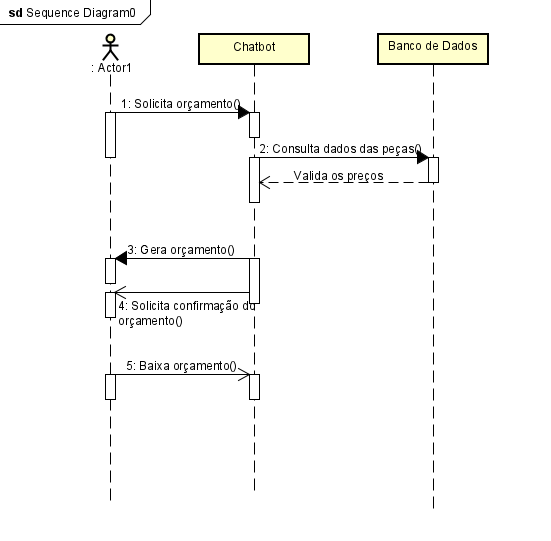 sd Sequence Diagram0
: Actor1
Chatbot
Banco de Dados
1: Solicita orçamento()
2: Consulta dados das peças()
Valida os preços
3: Gera orçamento()
4: Solicita confirmação do
orçamento()
5: Baixa orçamento()